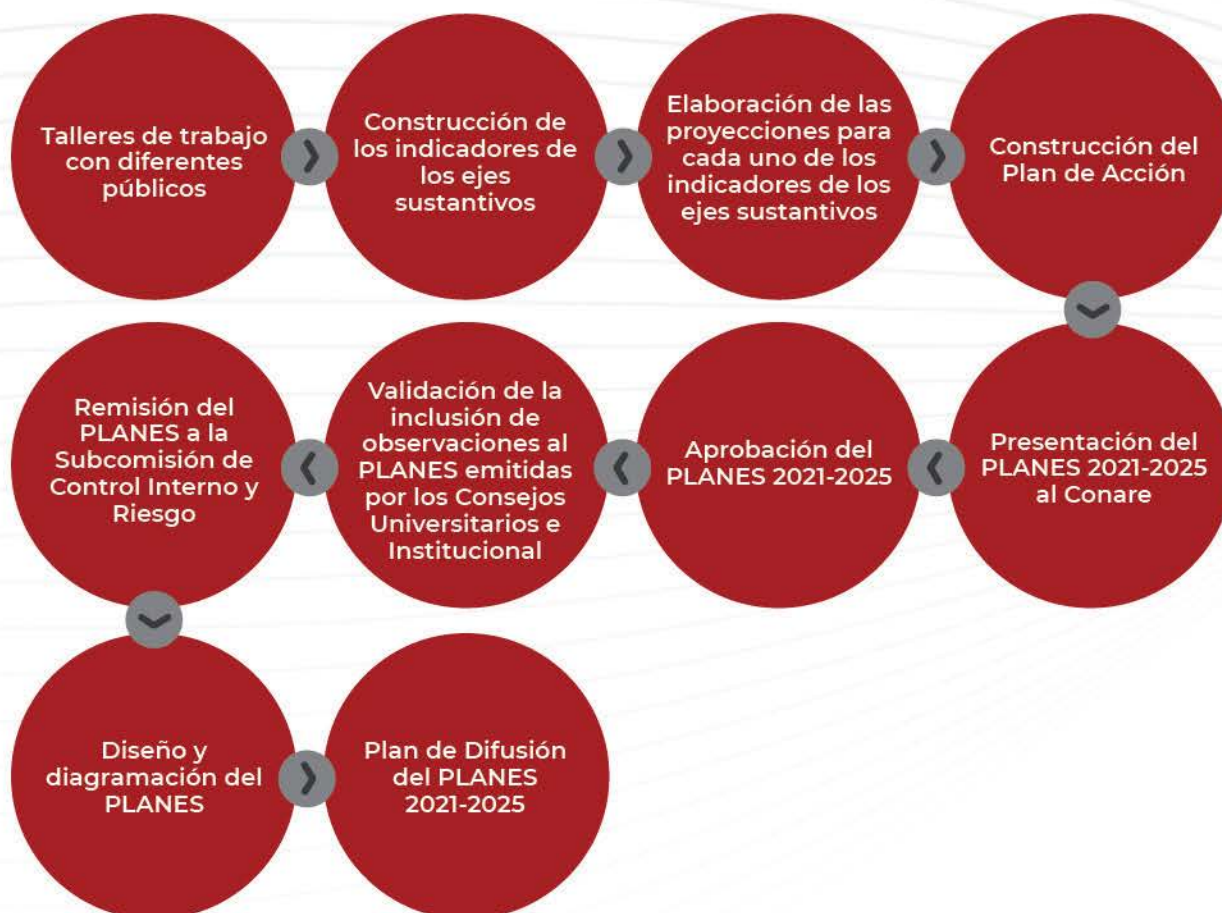 Talleres de trabajo
con diferentes
públicos
Construcción de
los indicadores de
los ejes
sustantivos
Elaboración de las
proyecciones para
cada uno de los
indicadores de los
ejes sustantivos
Construcción del
Plan de Acción
Presentación del
PLANES 2021-2025
al Conare
Aprobación del
PLANES 2021-2025
Validación de la
inclusión de
observaciones al
PLANES emitidas
por los Consejos
Universitarios e
Institucional
Remisión del
PLANES a la
Subcomisión de
Control Interno y
Riesgo
Diseño y
diagramación del
PLANES
Plan de Difusión
del PLANES
2021-2025